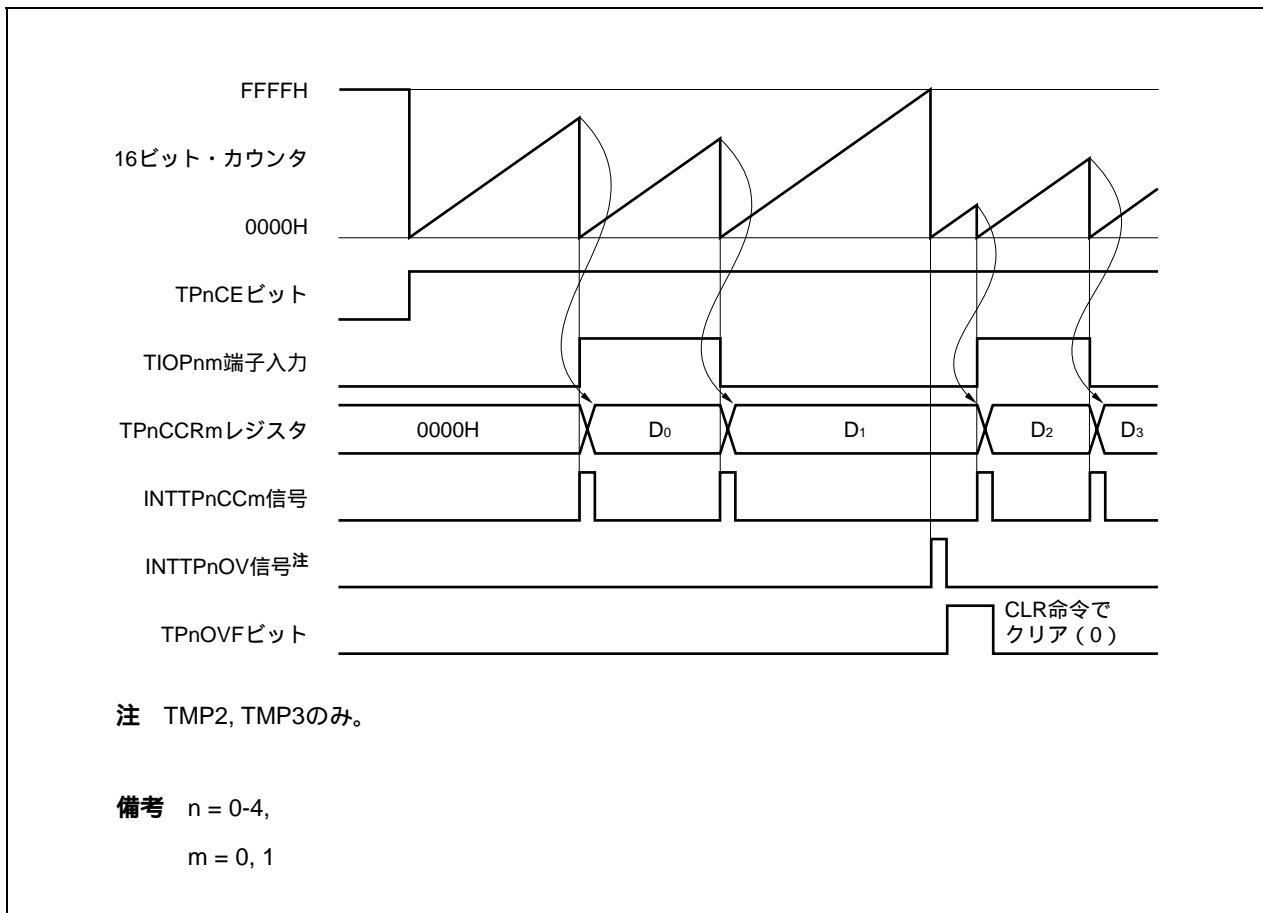 FFFFH
16ビット・カウンタ
0000H
TPnCEビット
TIOPnm端子入力
TPnCCRmレジスタ
0000H
D0
D1
D2
D3
INTTPnCCm信号
INTTPnOV信号注
TPnOVFビット
CLR命令で
クリア(0)
注 TMP2, TMP3のみ。
備考 n = 0-4,
m = 0, 1